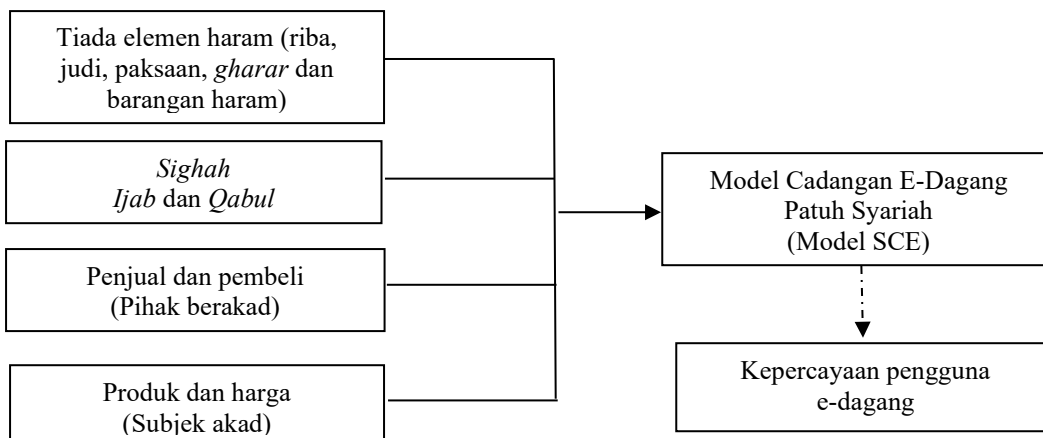 Tiada elemen haram (riba,
judi, paksaan, gharar dan
barangan haram)
Sighah
Ijab dan Qabul
Penjual dan pembeli
(Pihak berakad)
Produk dan harga
(Subjek akad)
Model Cadangan E-Dagang
Patuh Syariah
(Model SCE)
Kepercayaan pengguna
e-dagang